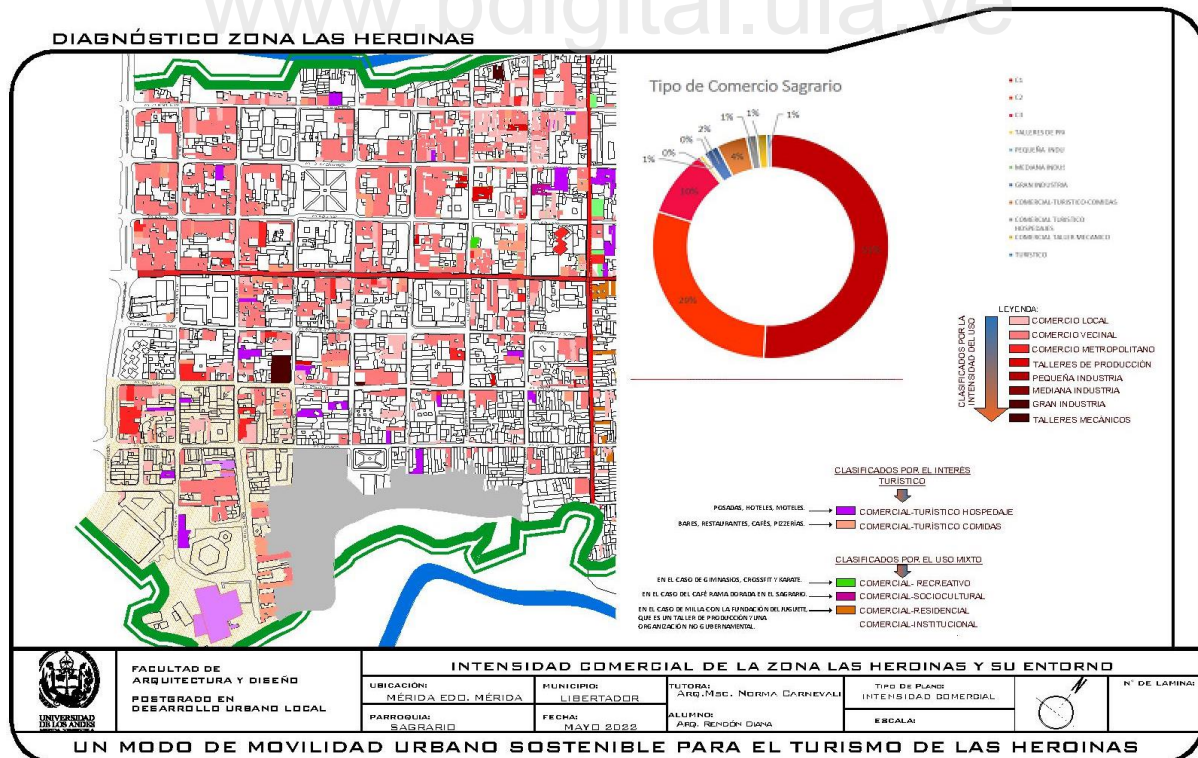 www.bdigital.ula.ve
DIAGNÓSTICO ZONA LAS HEROINAS
Tipo de Comercio Sagrario
1%
1%
1%
2%
0%
0%
1%
4%
10%
29%
C1
C2
C3
TALLERES DE PRI
PEQUEÑA INDU
MEDIANA INDUS
GRAN INDUSTRIA
COMERCIAL-TURISTICO-COMIDAS
COMERCIAL TURISTICO
HOSPEDAJES
COMERCIAL TALLER MECANICO
TURISTICO
LEYENDA:
CLASIFICADOS POR LA
INTENSIDAD DEL USO
COMERCIO LOCAL
COMERCIO VECINAL
COMERCIO METROPOLITANO
TALLERES DE PRODUCCIÓN
PEQUEÑA INDUSTRIA
MEDIANA INDUSTRIA
GRAN INDUSTRIA
TALLERES MECÁNICOS
CLASIFICADOS POR EL INTERÉS
TURÍSTICO
POSADAS, HOTELES, MOTELES.
COMERCIAL-TURÍSTICO HOSPEDAJE
BARES, RESTAURANTES, CAFÉS, PIZZERÍAS.
COMERCIAL-TURÍSTICO COMIDAS
CLASIFICADOS POR EL USO MIXTO
EN EL CASO DE GIMNASIOS, CROSSFIT Y KARATE.
COMERCIAL- RECREATIVO
EN EL CASO DEL CAFÉ RAMA DORADA EN EL SAGRARIO.
COMERCIAL-SOCIOCULTURAL
EN EL CASO DE MILLA CON LA FUNDACIÓN DEL JUGUETE,
QUE ES UN TALLER DE PRODUCCIÓN Y UNA
ORGANIZACIÓN NO GUBERNAMENTAL.
COMERCIAL-RESIDENCIAL
COMERCIAL-INSTITUCIONAL
UNIVERSIDAD
DE LOS ANDES
FACULTAD DE
ARQUITECTURA Y DISEÑO
POSTGRADO EN
DESARROLLO URBANO LOCAL
INTENSIDAD COMERCIAL DE LA ZONA LAS HEROINAS Y SU ENTORNO
UBICACIÓN:
MÉRIDA EDO. MÉRIDA
MUNICIPIO:
LIBERTADOR
TUTORA:
ARQ.MSC. NORMA CARNEVALI
TIPO DE PLANO:
INTENSIDAD COMERCIAL
N° DE LAMINA:
PARROQUIA:
SAGRARIO
FECHA:
MAYO 2022
ALUMNO:
ARQ. RENDÓN DIANA
ESCALA:
N
UN MODO DE MOVILIDAD URBANO SOSTENIBLE PARA EL TURISMO DE LAS HEROINAS